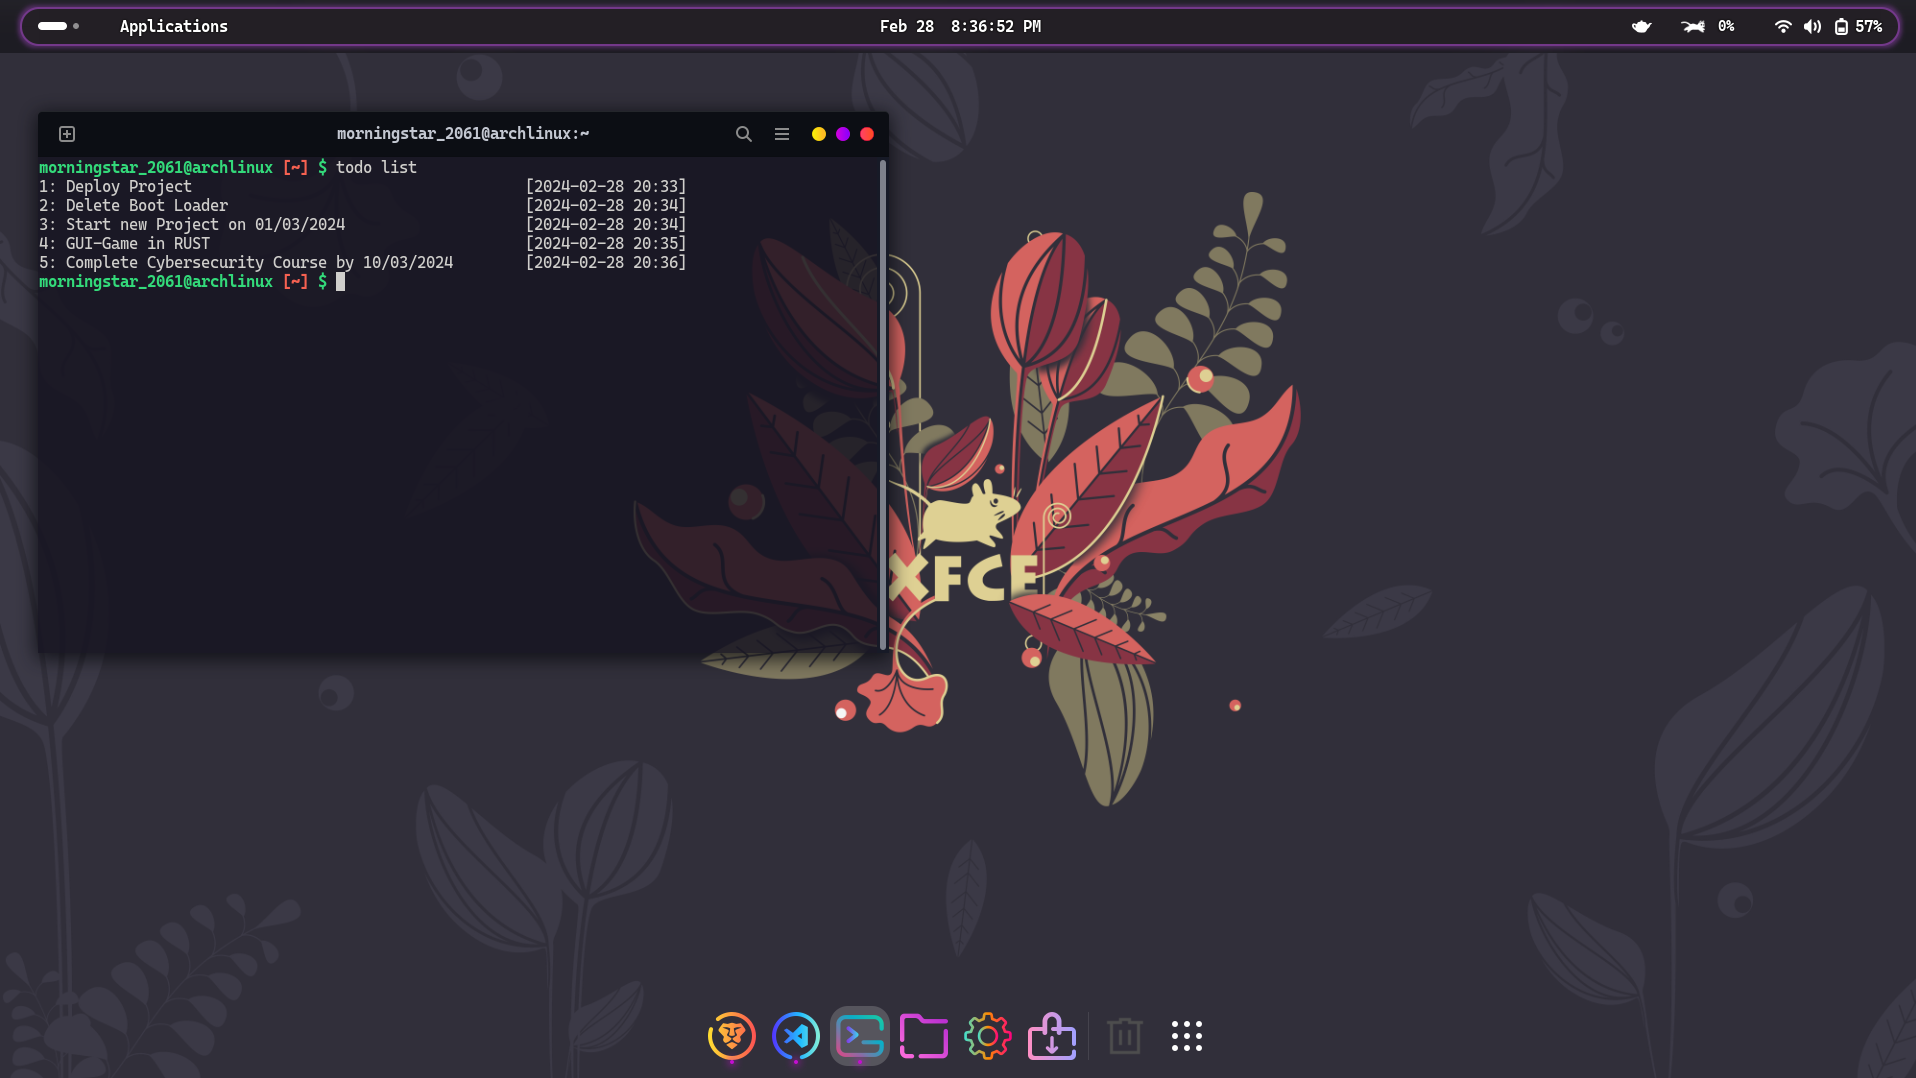 Applications
Feb 28 8:36:52 PM
0%
57%
morningstar_2061@archlinux:~
morningstar_2061@archlinux [~] $ todo list
1: Deploy Project [2024-02-28 20:33]
2: Delete Boot Loader [2024-02-28 20:34]
3: Start new Project on 01/03/2024 [2024-02-28 20:34]
4: GUI-Game in RUST [2024-02-28 20:35]
5: Complete Cybersecurity Course by 10/03/2024 [2024-02-28 20:36]
morningstar_2061@archlinux [~] $
XFCE